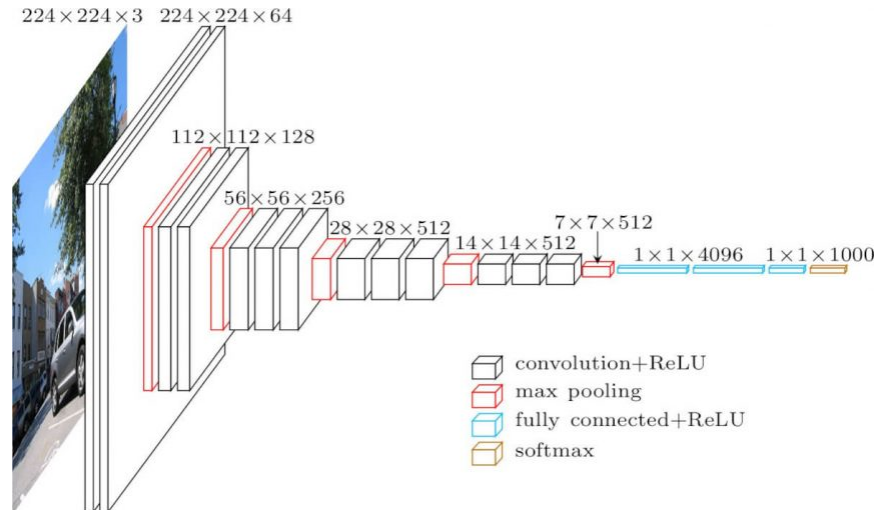 224×224×3
224×224×64
112×112×128
56×56×256
28×28×512
14×14×512
7×7×512
1×1×4096
1×1×1000
convolution+ReLU
max pooling
fully connected+ReLU
softmax